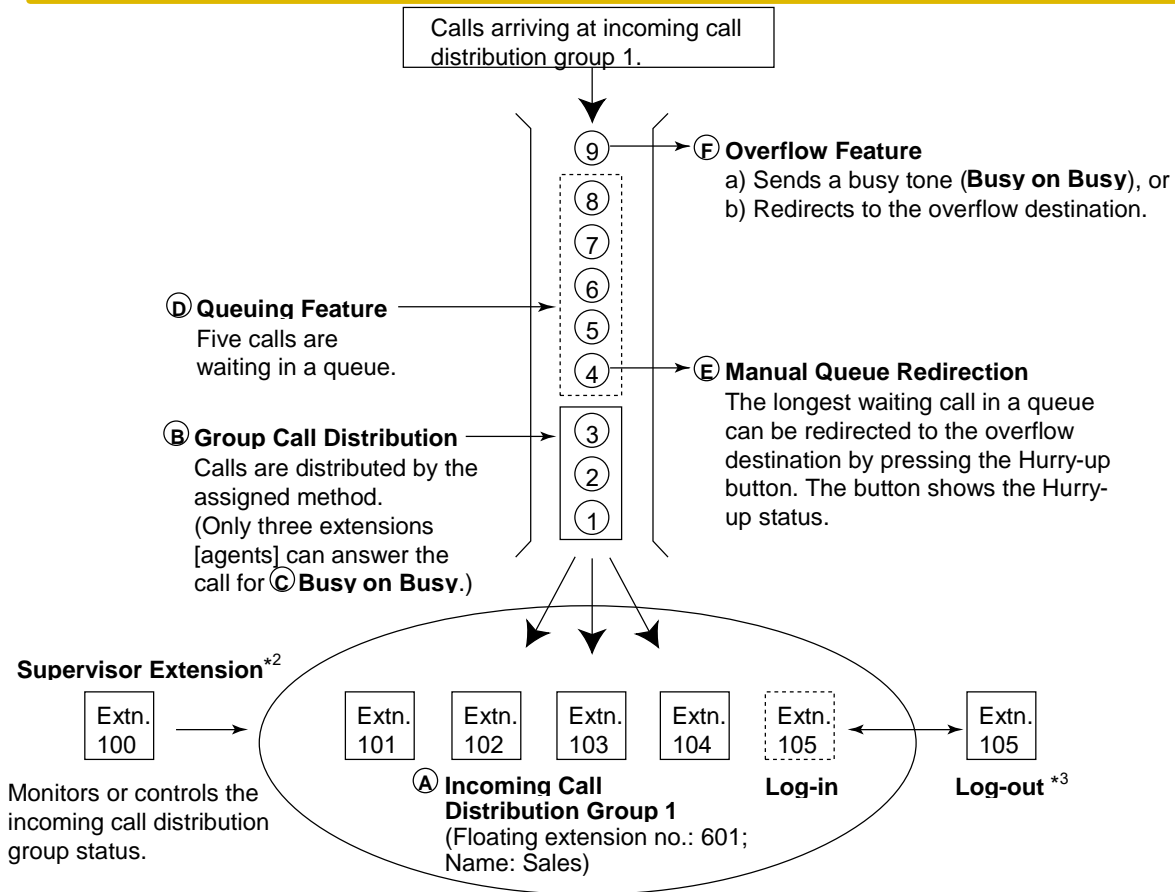 Calls arriving at incoming call
distribution group 1.
9
F Overflow Feature
a) Sends a busy tone (Busy on Busy), or
b) Redirects to the overflow destination.
8
7
6
5
4
D Queuing Feature
Five calls are
waiting in a queue.
E Manual Queue Redirection
The longest waiting call in a queue
can be redirected to the overflow
destination by pressing the Hurry-up
button. The button shows the Hurry-
up status.
B Group Call Distribution
Calls are distributed by the
assigned method.
(Only three extensions
[agents] can answer the
call for C Busy on Busy.)
3
2
1
Supervisor Extension*2
Extn.
100
Monitors or controls the
incoming call distribution
group status.
Extn.
101
Extn.
102
Extn.
103
Extn.
104
Extn.
105
Log-in
Extn.
105
Log-out *3
A Incoming Call
Distribution Group 1
(Floating extension no.: 601;
Name: Sales)